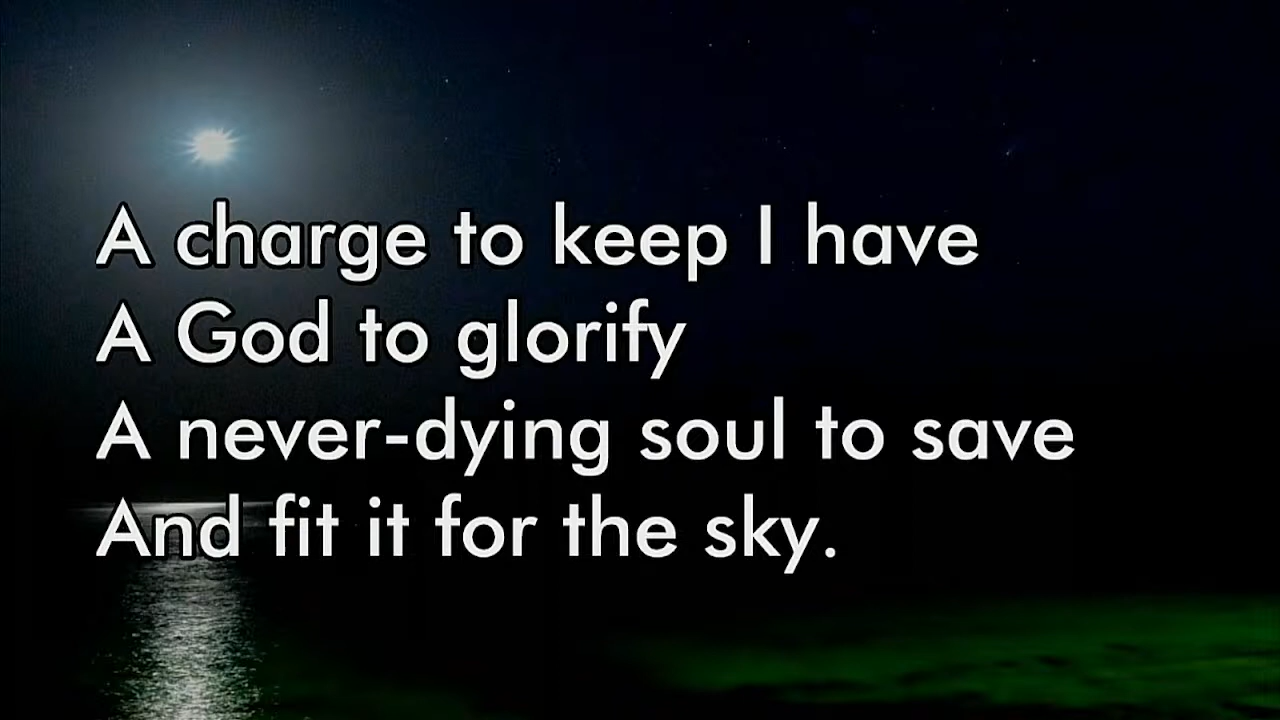 A charge to keep I have
A God to glorify
A never-dying soul to save
And fit it for the sky.